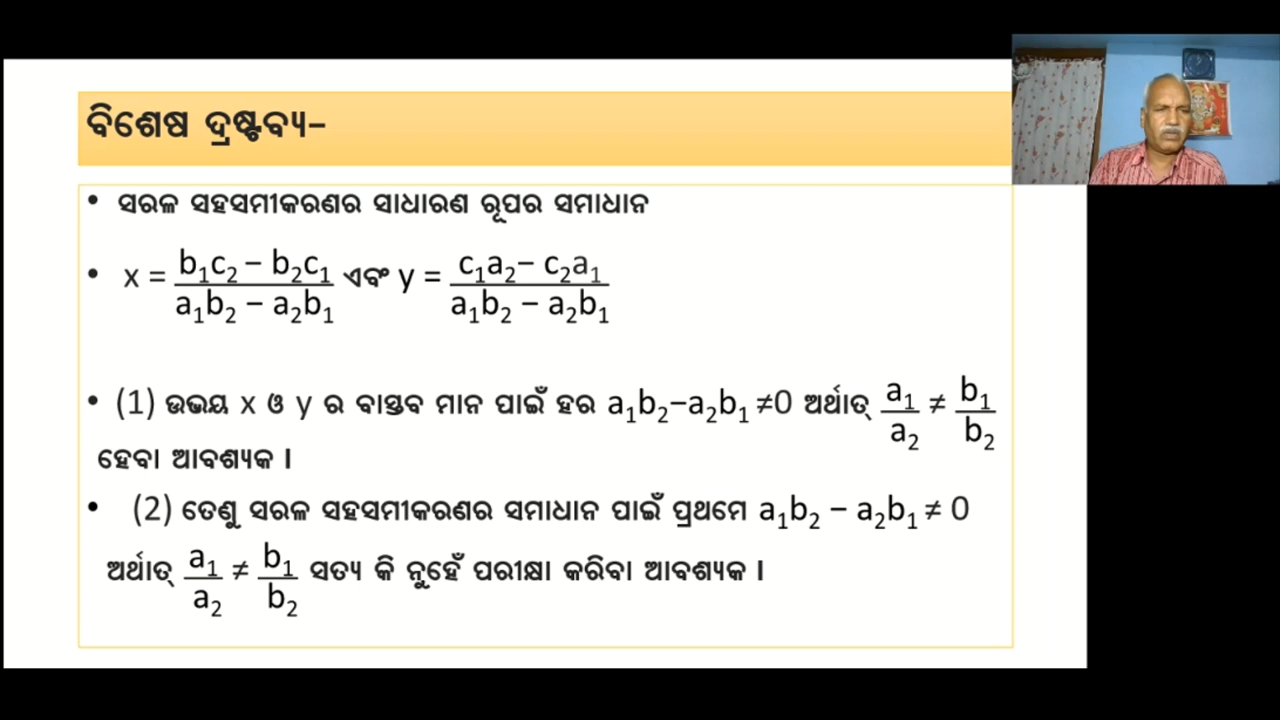 ବିଶେଷ ଦ୍ରଷ୍ଟବ୍ୟ–
• ସରଳ ସହସମୀକରଣର ସାଧାରଣ ରୂପର ସମାଧାନ
• x = (b₁c₂ – b₂c₁)/(a₁b₂ – a₂b₁) ଏବଂ y = (c₁a₂– c₂a₁)/(a₁b₂ – a₂b₁)
• (1) ଉଭୟ x ଓ y ର ବାସ୍ତବ ମାନ ପାଇଁ ହର a₁b₂–a₂b₁ ≠0 ଅର୍ଥାତ୍ a₁/a₂ ≠ b₁/b₂
ହେବା ଆବଶ୍ୟକ ।
• (2) ତେଣୁ ସରଳ ସହସମୀକରଣର ସମାଧାନ ପାଇଁ ପ୍ରଥମେ a₁b₂ – a₂b₁ ≠ 0
ଅର୍ଥାତ୍ a₁/a₂ ≠ b₁/b₂ ସତ୍ୟ କି ନୁହେଁ ପରୀକ୍ଷା କରିବା ଆବଶ୍ୟକ ।